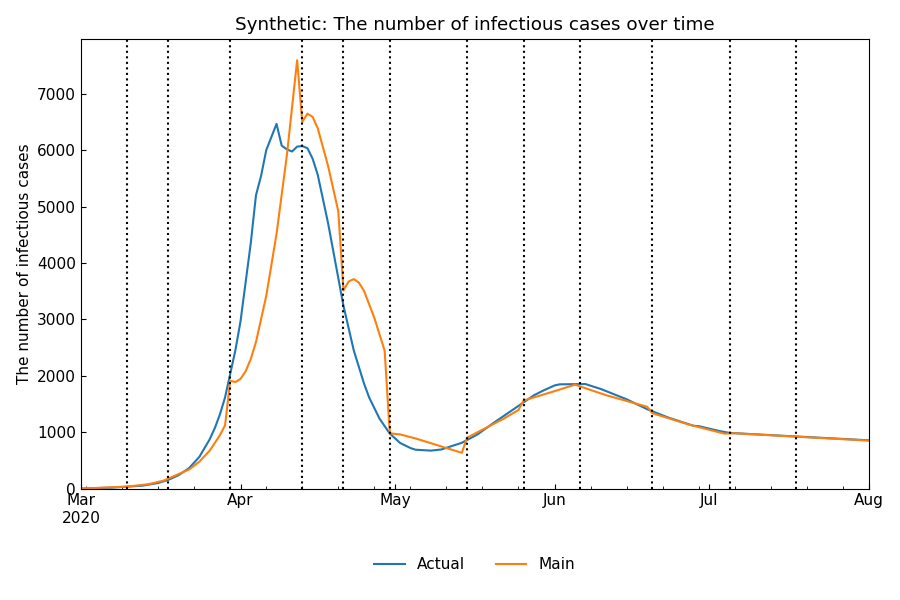 Synthetic: The number of infectious cases over time
The number of infectious cases
7000
6000
5000
4000
3000
2000
1000
0
Mar Apr May Jun Jul Aug
2020
Actual Main